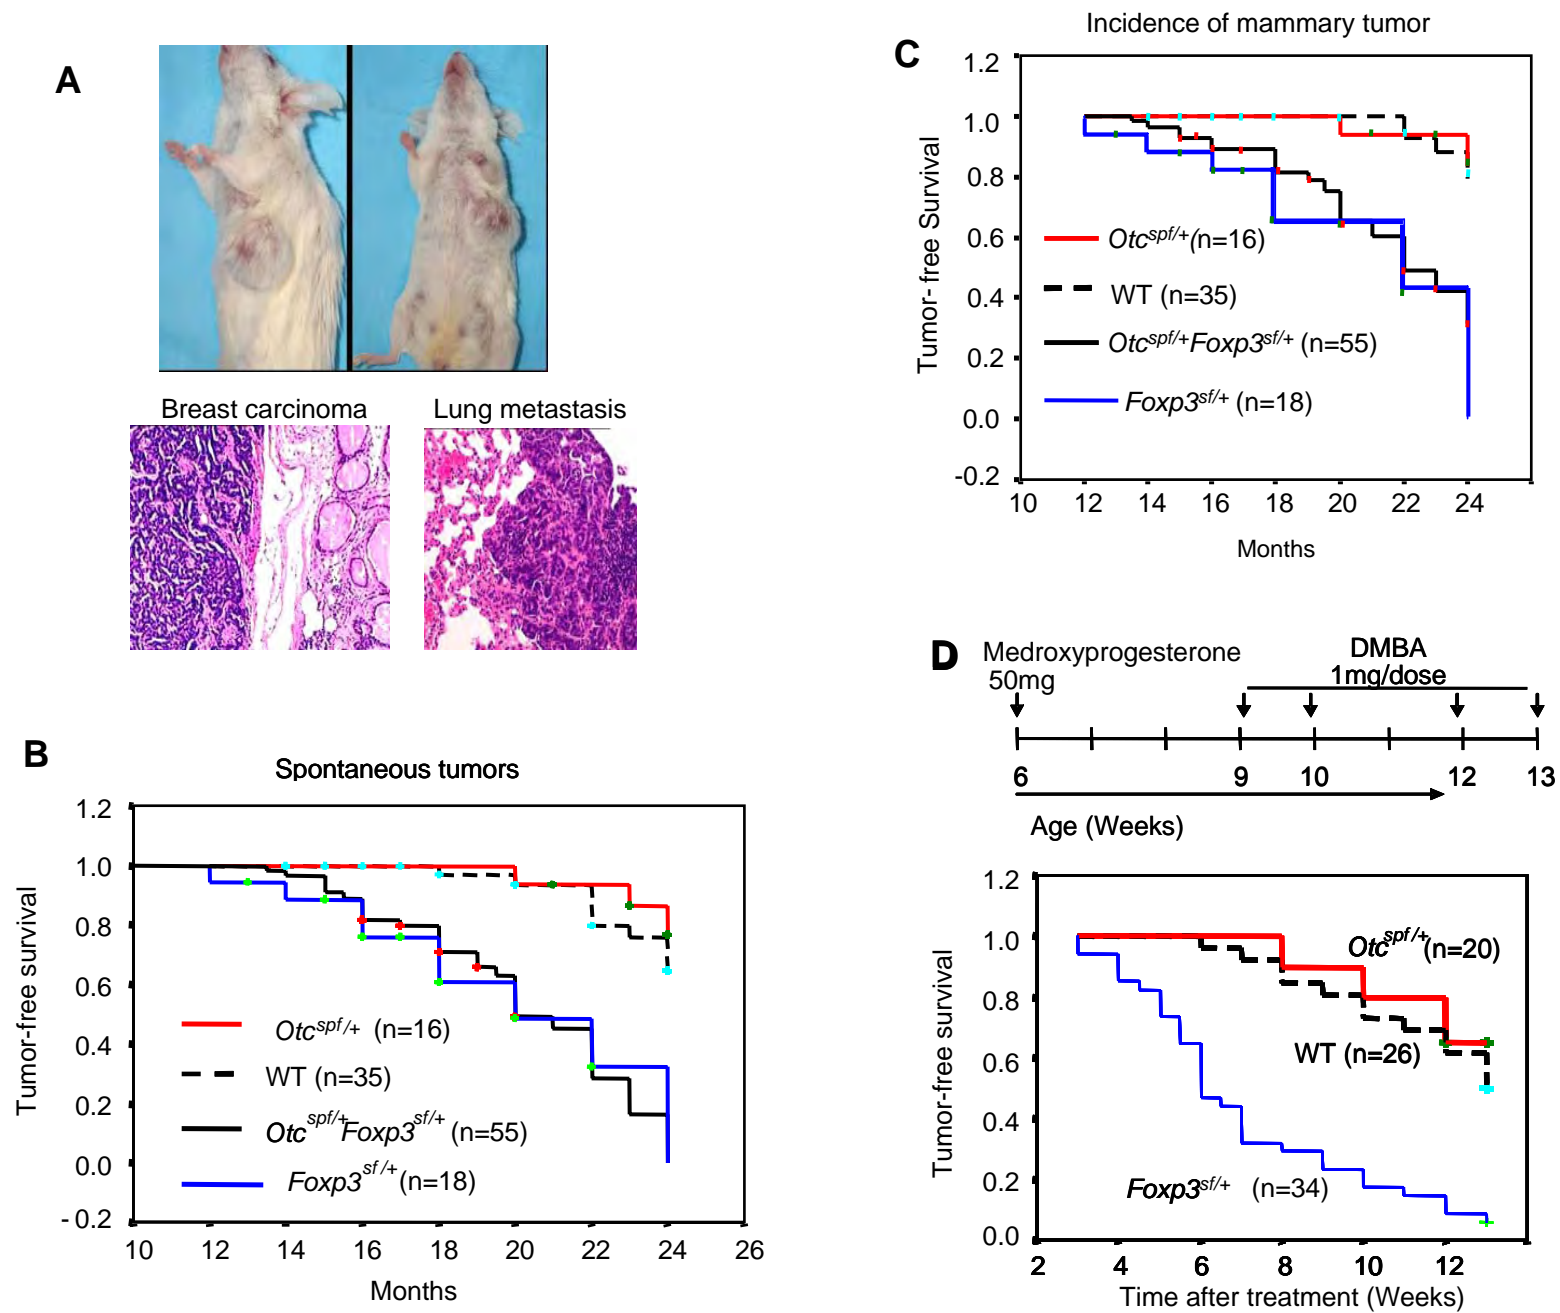 A
Breast carcinoma
Lung metastasis
B
Spontaneous tumors
1.2
1.0
0.8
0.6
0.4
0.2
0.0
-0.2
Tumor-free survival
Otc^spf/+ (n=16)
WT (n=35)
Otc^spf/+Foxp3^sf/+ (n=55)
Foxp3^sf/+ (n=18)
10 12 14 16 18 20 22 24 26
Months
C
Incidence of mammary tumor
1.2
1.0
0.8
0.6
0.4
0.2
0.0
-0.2
Tumor-free Survival
Otc^spf/+(n=16)
WT (n=35)
Otc^spf/+Foxp3^sf/+ (n=55)
Foxp3^sf/+ (n=18)
10 12 14 16 18 20 22 24
Months
D
Medroxyprogesterone
50mg
DMBA
1mg/dose
6 9 10 12 13
Age (Weeks)
1.2
1.0
0.8
0.6
0.4
0.2
0.0
Tumor-free survival
Otc^spf/+(n=20)
WT (n=26)
Foxp3^sf/+ (n=34)
2 4 6 8 10 12
Time after treatment (Weeks)